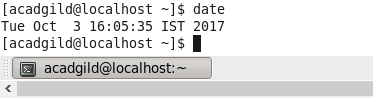 [acadgild@localhost ~]$ date
Tue Oct  3 16:05:35 IST 2017
[acadgild@localhost ~]$
acadgild@localhost:~